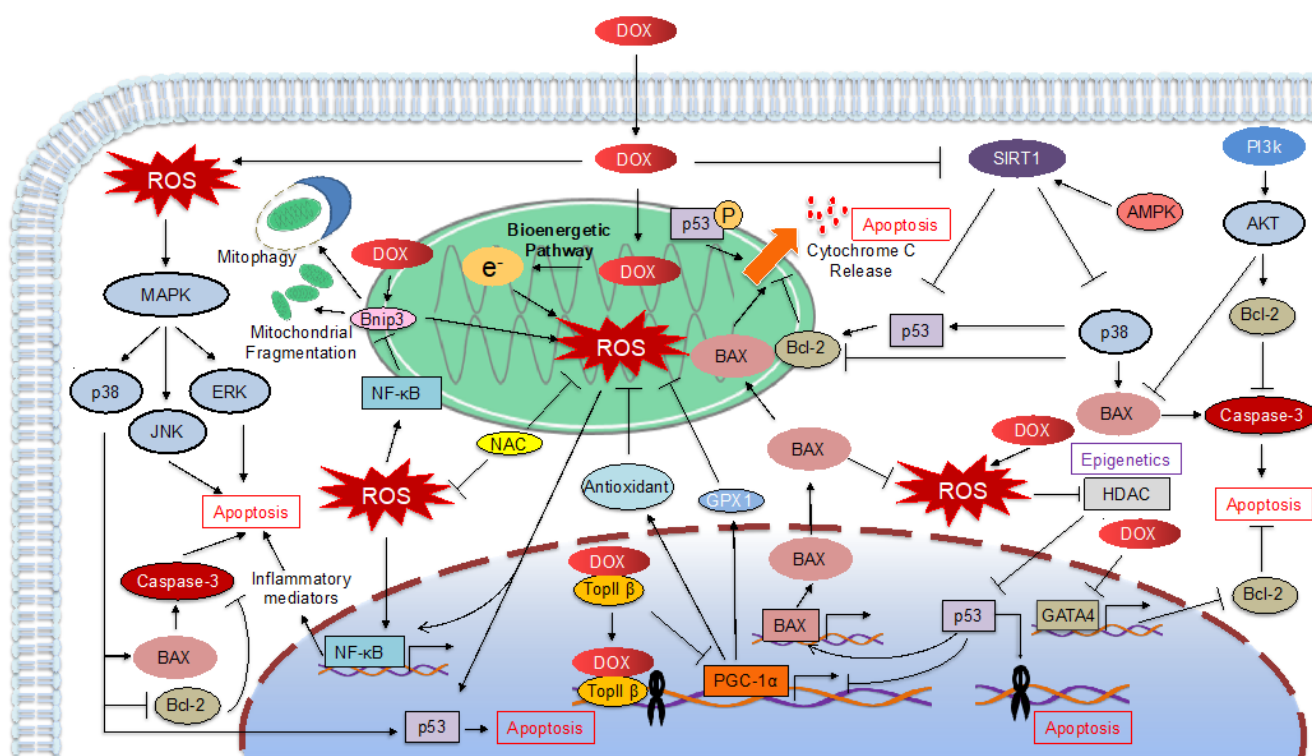 DOX
DOX
SIRT1
PI3k
ROS
AMPK
AKT
p53
P
Apoptosis
Cytochrome C
Release
Bioenergetic
Pathway
DOX
Mitophagy
e-
DOX
MAPK
Bnip3
Mitochondrial
Fragmentation
ROS
BAX
Bcl-2
p53
p38
Bcl-2
p38
ERK
JNK
NF-κB
BAX
Caspase-3
NAC
DOX
BAX
Epigenetics
ROS
Antioxidant
GPX1
ROS
HDAC
Apoptosis
Apoptosis
DOX
DOX
TopII β
BAX
Caspase-3
Inflammatory
mediators
BAX
p53
GATA4
Bcl-2
BAX
NF-κB
DOX
TopII β
PGC-1α
Bcl-2
p53
Apoptosis
Apoptosis